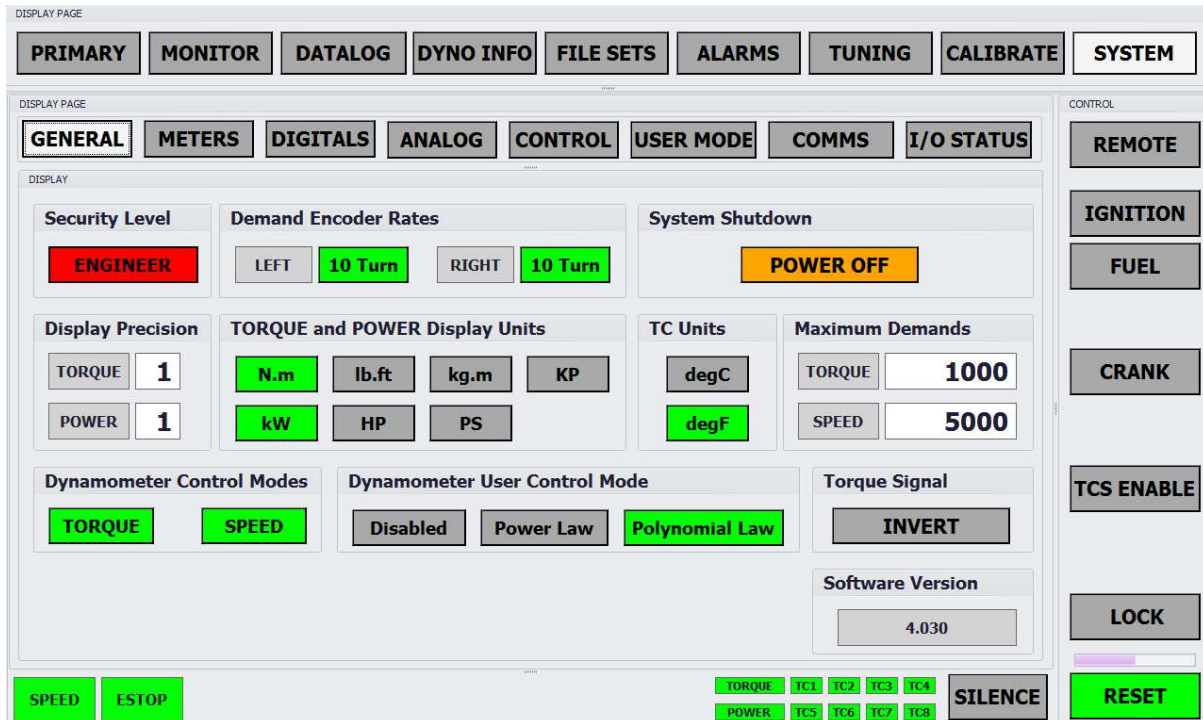 DISPLAY PAGE
PRIMARY MONITOR DATALOG DYNO INFO FILE SETS ALARMS TUNING CALIBRATE SYSTEM
DISPLAY PAGE
CONTROL
GENERAL METERS DIGITALS ANALOG CONTROL USER MODE COMMS I/O STATUS
REMOTE
DISPLAY
Security Level Demand Encoder Rates System Shutdown
IGNITION
ENGINEER LEFT 10 Turn RIGHT 10 Turn POWER OFF
FUEL
Display Precision TORQUE and POWER Display Units TC Units Maximum Demands
TORQUE 1 N.m lb.ft kg.m KP degC TORQUE 1000
CRANK
POWER 1 kW HP PS degF SPEED 5000
Dynamometer Control Modes Dynamometer User Control Mode Torque Signal
TCS ENABLE
TORQUE SPEED Disabled Power Law Polynomial Law INVERT
Software Version
4.030
LOCK
SPEED ESTOP
TORQUE TC1 TC2 TC3 TC4
POWER TC5 TC6 TC7 TC8
SILENCE
RESET